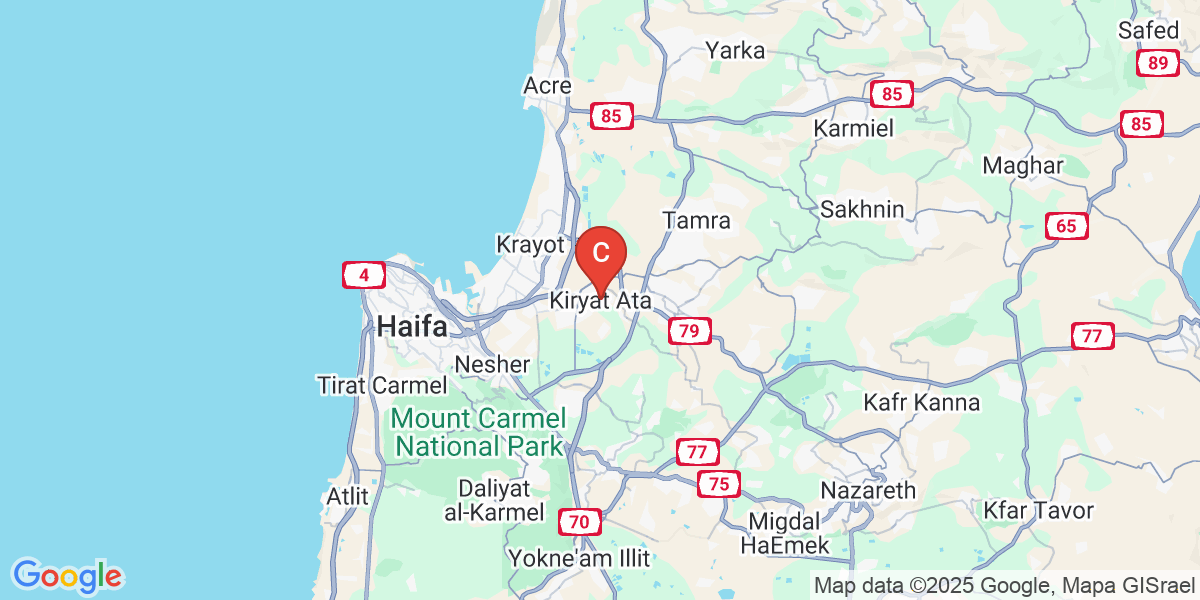 Safed
Yarka
89
Acre
85
85
Karmiel
85
Maghar
Tamra
Sakhnin
65
Krayot
C
4
Kiryat Ata
Haifa
79
77
Nesher
Tirat Carmel
Kafr Kanna
Mount Carmel
National Park
77
75
Daliyat
al-Karmel
Nazareth
Atlit
Kfar Tavor
70
Migdal
HaEmek
Yokne'am Illit
Google
Map data ©2025 Google, Mapa GISrael